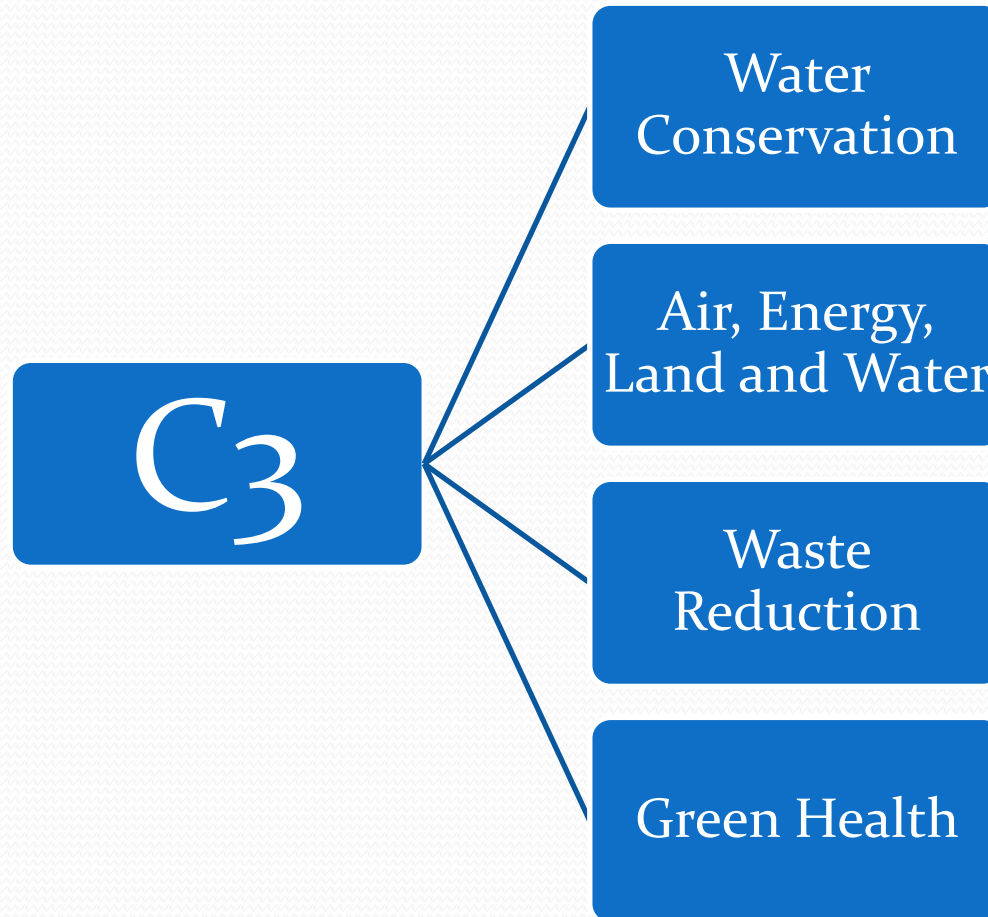 Water
Conservation
Air, Energy,
Land and Water
C3
Waste
Reduction
Green Health